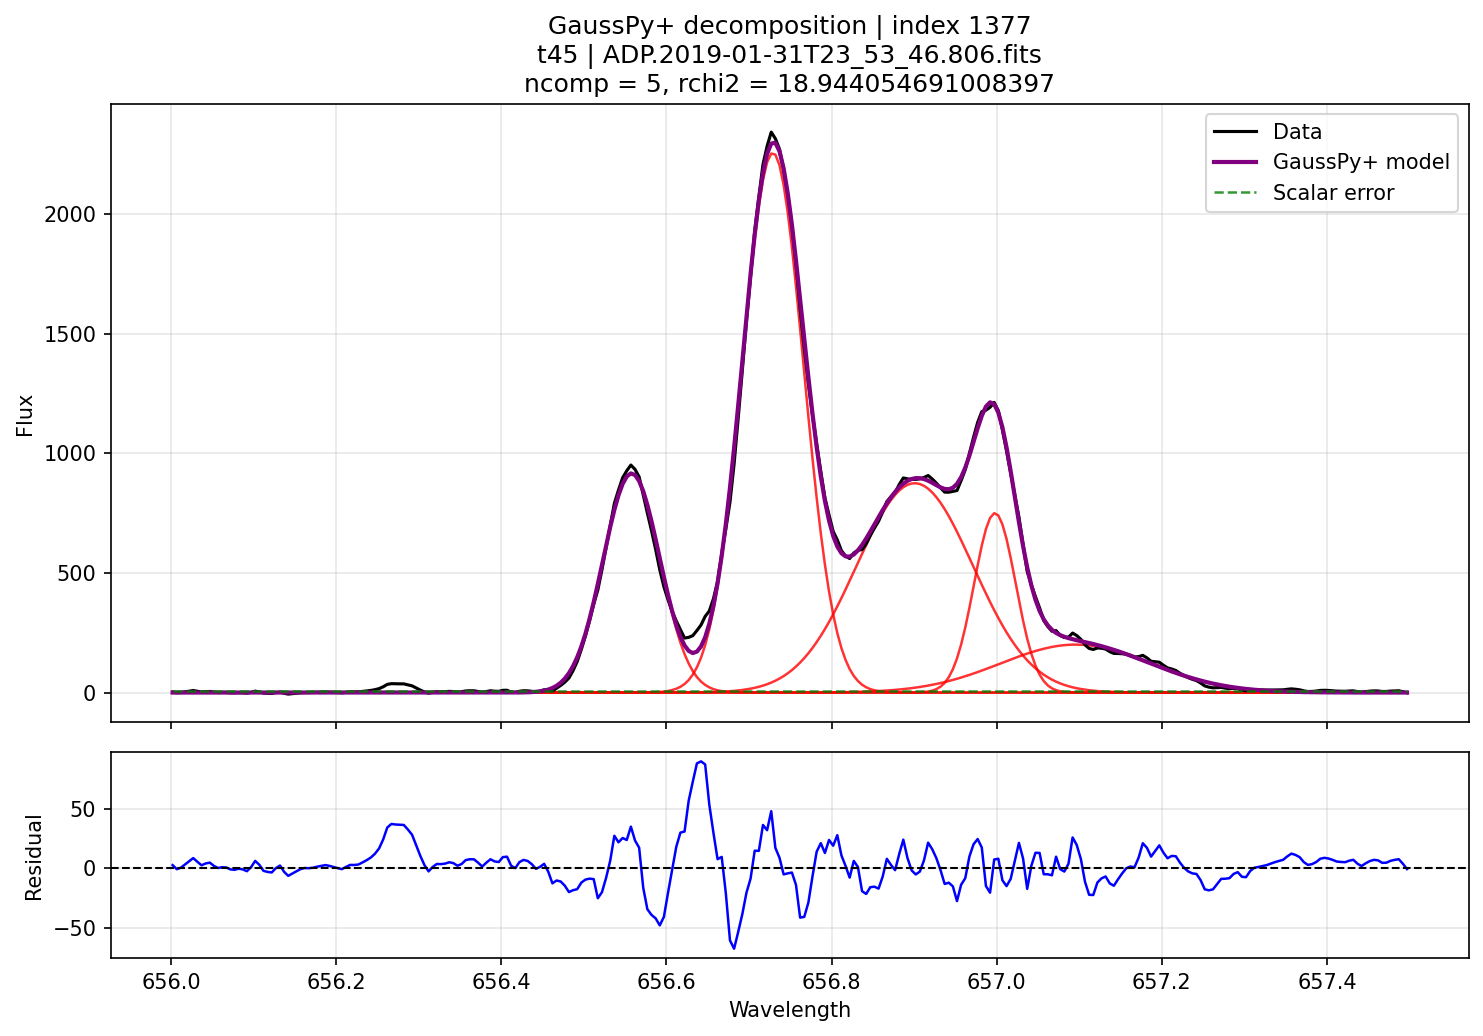 GaussPy+ decomposition | index 1377
t45 | ADP.2019-01-31T23_53_46.806.fits
ncomp = 5, rchi2 = 18.944054691008397
Data
GaussPy+ model
Scalar error
Flux
2000
1500
1000
500
0
Residual
50
0
−50
656.0 656.2 656.4 656.6 656.8 657.0 657.2 657.4
Wavelength